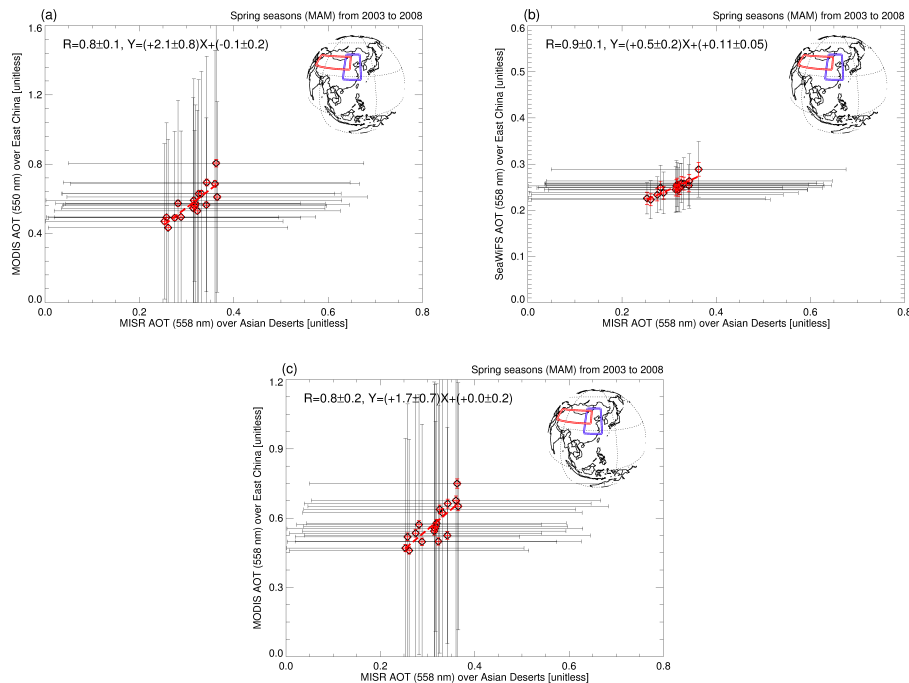 (a)
Spring seasons (MAM) from 2003 to 2008
R=0.8±0.1, Y=(+2.1±0.8)X+(-0.1±0.2)
MODIS AOT (550 nm) over East China [unitless]
1.6
1.2
0.8
0.4
0.0
0.0 0.2 0.4 0.6 0.8
MISR AOT (558 nm) over Asian Deserts [unitless]
(b)
Spring seasons (MAM) from 2003 to 2008
R=0.9±0.1, Y=(+0.5±0.2)X+(+0.11±0.05)
SeaWiFS AOT (553 nm) over East China [unitless]
0.6
0.5
0.4
0.3
0.2
0.1
0.0
0.0 0.2 0.4 0.6 0.8
MISR AOT (558 nm) over Asian Deserts [unitless]
(c)
Spring seasons (MAM) from 2003 to 2008
R=0.8±0.2, Y=(+1.7±0.7)X+(+0.0±0.2)
MODIS AOT (558 nm) over East China [unitless]
1.2
0.9
0.6
0.3
0.0
0.0 0.2 0.4 0.6 0.8
MISR AOT (558 nm) over Asian Deserts [unitless]